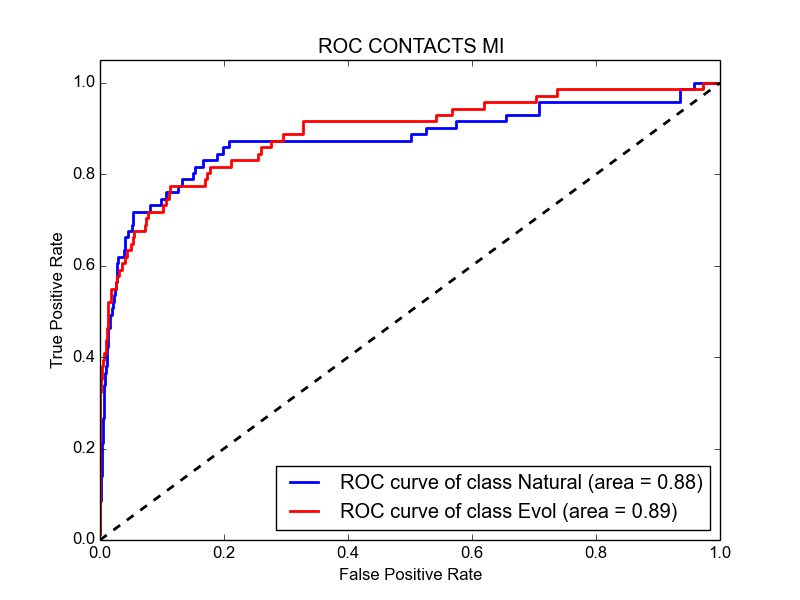 ROC CONTACTS MI
1.0
0.8
0.6
0.4
0.2
0.0
True Positive Rate
ROC curve of class Natural (area = 0.88)
ROC curve of class Evol (area = 0.89)
0.0 0.2 0.4 0.6 0.8 1.0
False Positive Rate